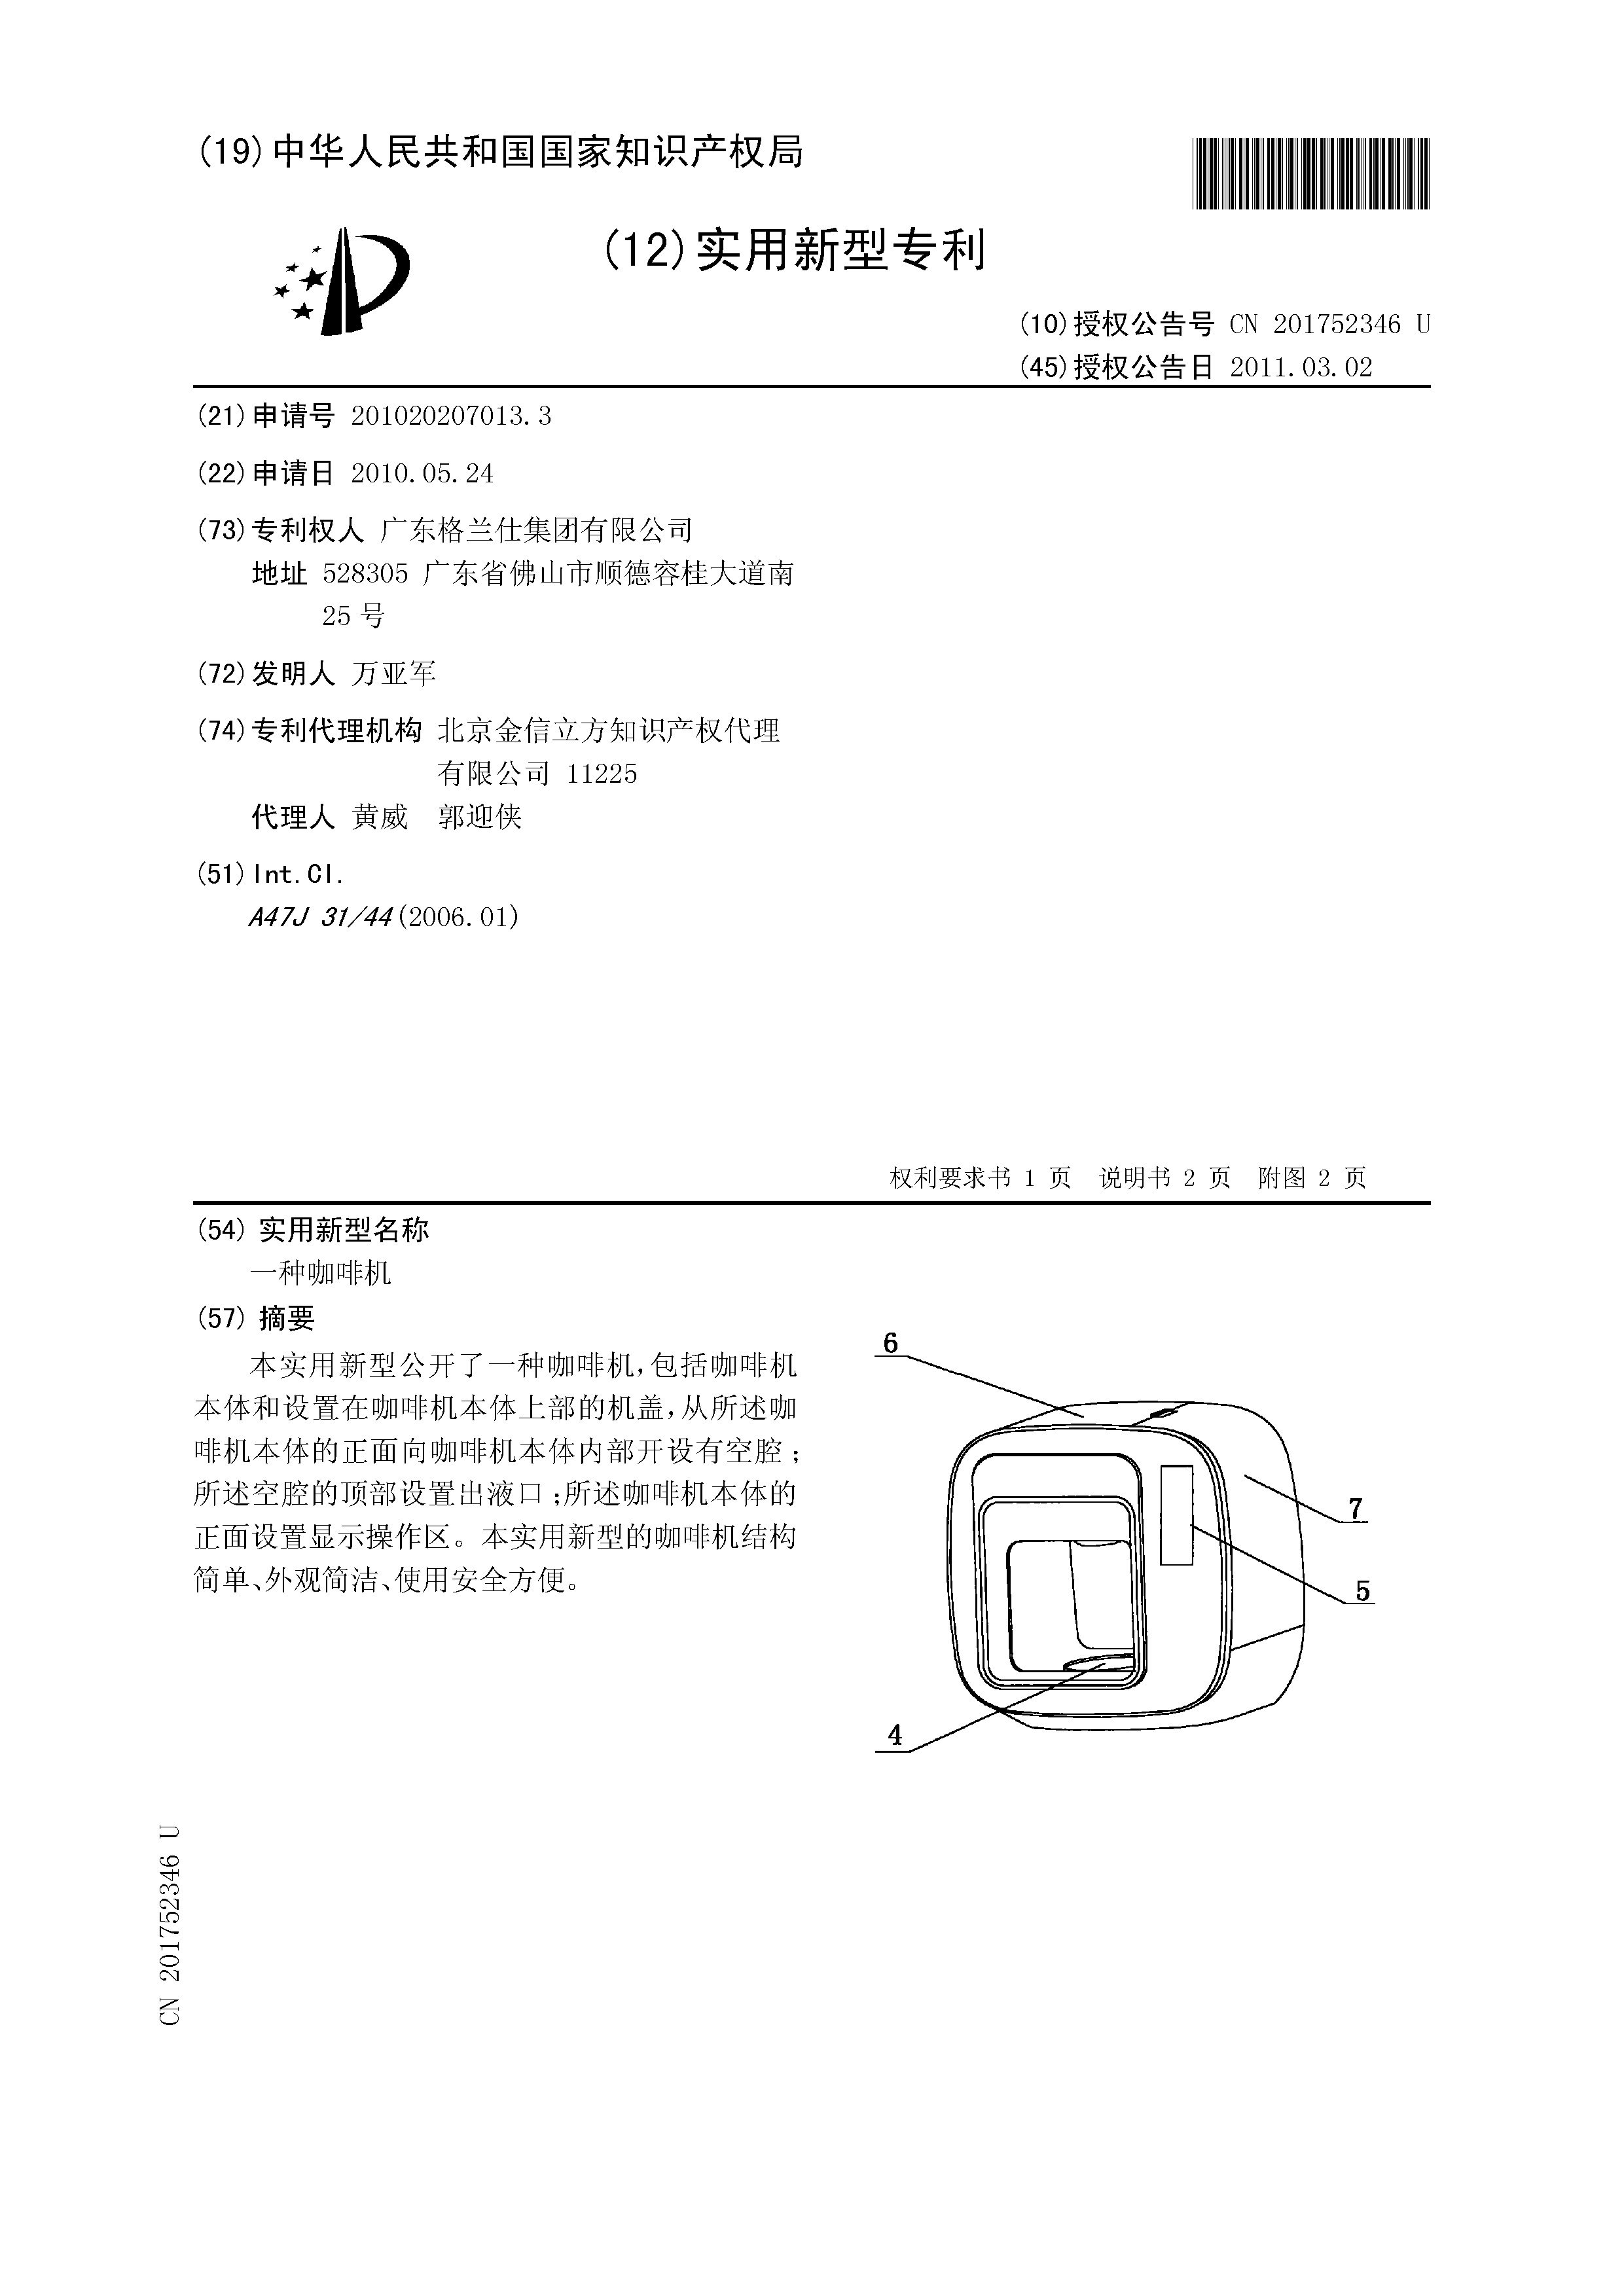 (19)中华人民共和国国家知识产权局
(12)实用新型专利
(10)授权公告号 CN 201752346 U
(45)授权公告日 2011.03.02
(21)申请号 201020207013.3
(22)申请日 2010.05.24
(73)专利权人 广东格兰仕集团有限公司
地址 528305 广东省佛山市顺德容桂大道南
25 号
(72)发明人 万亚军
(74)专利代理机构 北京金信立方知识产权代理
有限公司 11225
代理人 黄威 郭迎侠
(51)Int.Cl.
A47J 31/44(2006.01)
权利要求书 1 页 说明书 2 页 附图 2 页
(54) 实用新型名称
一种咖啡机
(57) 摘要
本实用新型公开了一种咖啡机,包括咖啡机
本体和设置在咖啡机本体上部的机盖,从所述咖
啡机本体的正面向咖啡机本体内部开设有空腔;
所述空腔的顶部设置出液口;所述咖啡机本体的
正面设置显示操作区。本实用新型的咖啡机结构
简单、外观简洁、使用安全方便。
6
7
5
4
CN 201752346 U